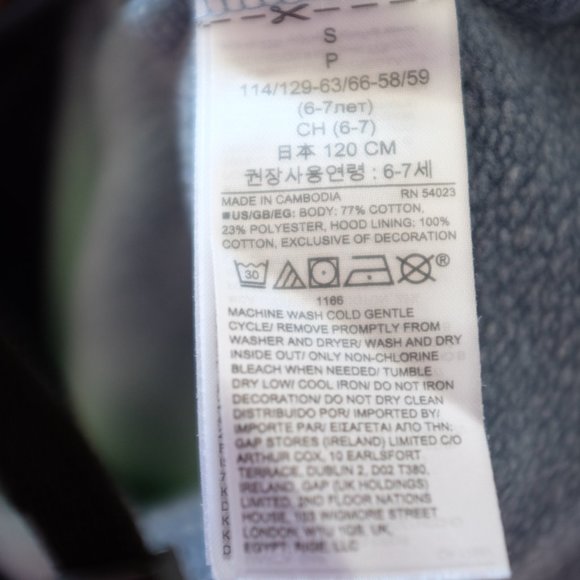 S
P
114/129-63/66-58/59
(6-7лет)
CH (6-7)
日本 120 CM
권장사용연령 : 6-7세
MADE IN CAMBODIA RN 54023
■US/GB/EG: BODY: 77% COTTON,
23% POLYESTER, HOOD LINING: 100%
COTTON, EXCLUSIVE OF DECORATION
30 ®
1166
MACHINE WASH COLD GENTLE
CYCLE/ REMOVE PROMPTLY FROM
WASHER AND DRYER/ WASH AND DRY
INSIDE OUT/ ONLY NON-CHLORINE
BLEACH WHEN NEEDED/ TUMBLE
DRY LOW/ COOL IRON/ DO NOT IRON
DECORATION/ DO NOT DRY CLEAN
DISTRIBUIDO POR/ IMPORTED BY/
IMPORTE PAR/ ΕΙΣΑΓΕΤΑΙ ΑΠΟ ΤΗΝ:
GAP STORES (IRELAND) LIMITED C/O
ARTHUR COX, 10 EARLSFORT
TERRACE, DUBLIN 2, D02 T380,
IRELAND, GAP (UK HOLDINGS)
LIMITED, 2ND FLOOR NATIONS
HOUSE, 103 WIGMORE STREET
LONDON, W1U 1QS, UK,
EGYPT, RIGE, LLC